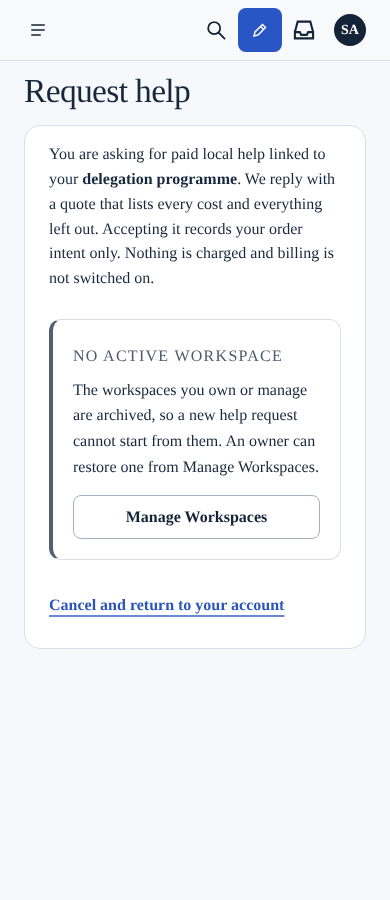 SA
Request help
You are asking for paid local help linked to
your delegation programme. We reply with
a quote that lists every cost and everything
left out. Accepting it records your order
intent only. Nothing is charged and billing is
not switched on.
NO ACTIVE WORKSPACE
The workspaces you own or manage
are archived, so a new help request
cannot start from them. An owner can
restore one from Manage Workspaces.
Manage Workspaces
Cancel and return to your account